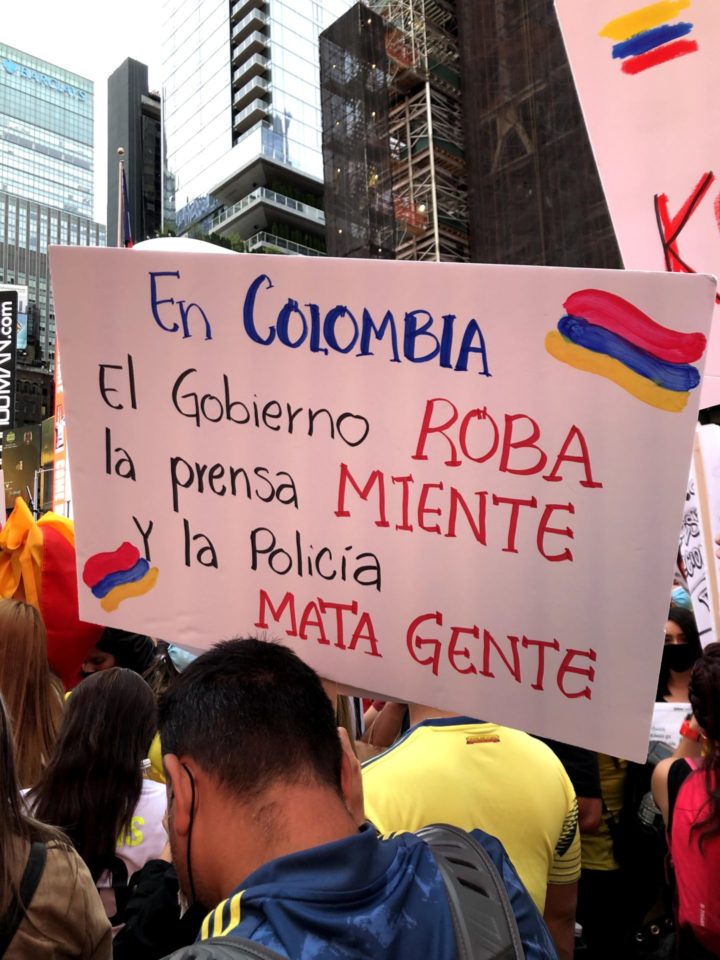 BARCLAYS
En COLOMBIA
El Gobierno ROBA
la prensa MIENTE
Y la Policía
MATA GENTE